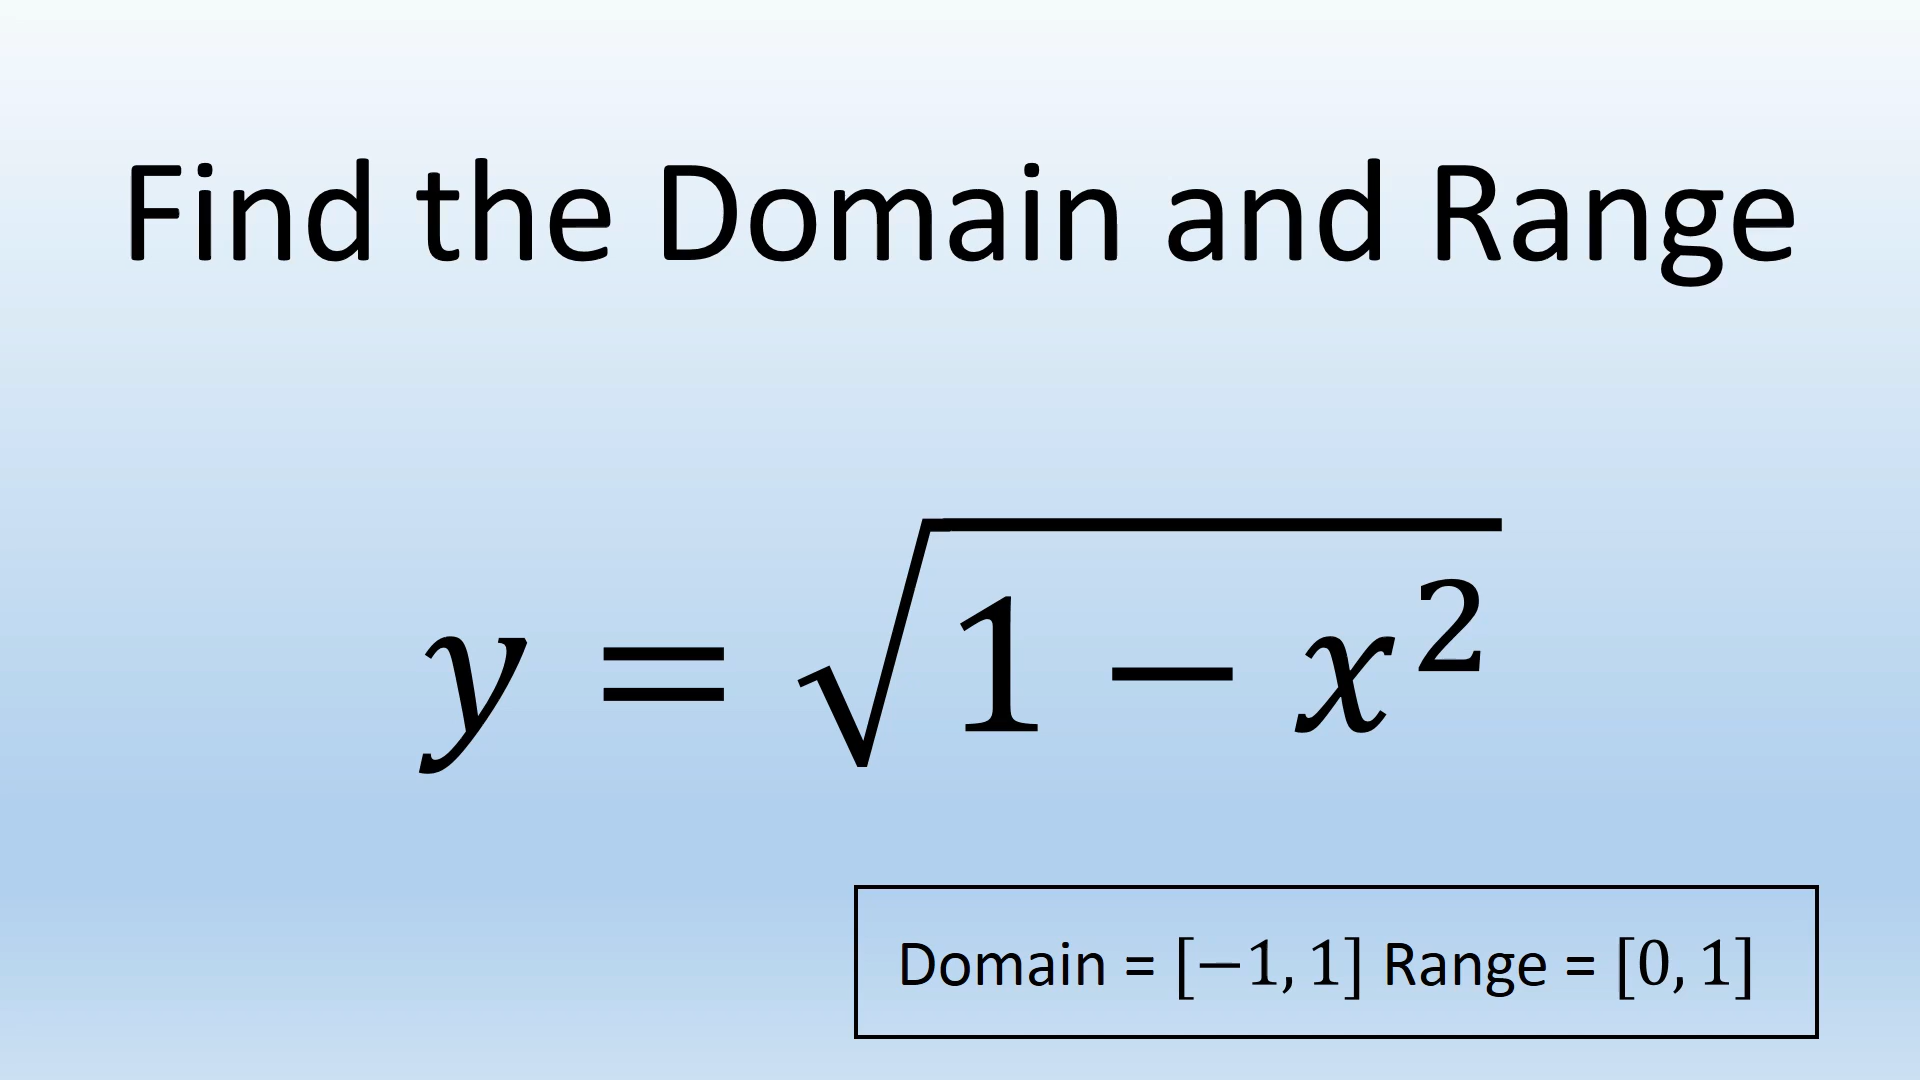 Find the Domain and Range
y = √(1 − x²)
Domain = [−1, 1] Range = [0, 1]